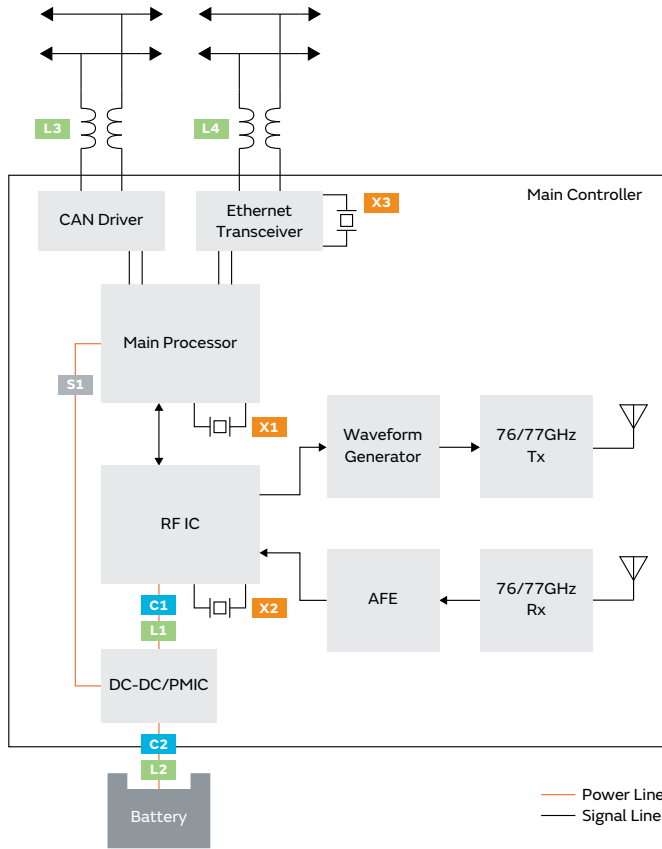 L3
L4
Main Controller
CAN Driver
Ethernet
Transceiver
X3
Main Processor
S1
X1
Waveform
Generator
76/77GHz
Tx
RF IC
C1
L1
X2
AFE
76/77GHz
Rx
DC-DC/PMIC
C2
L2
Battery
Power Line
Signal Line